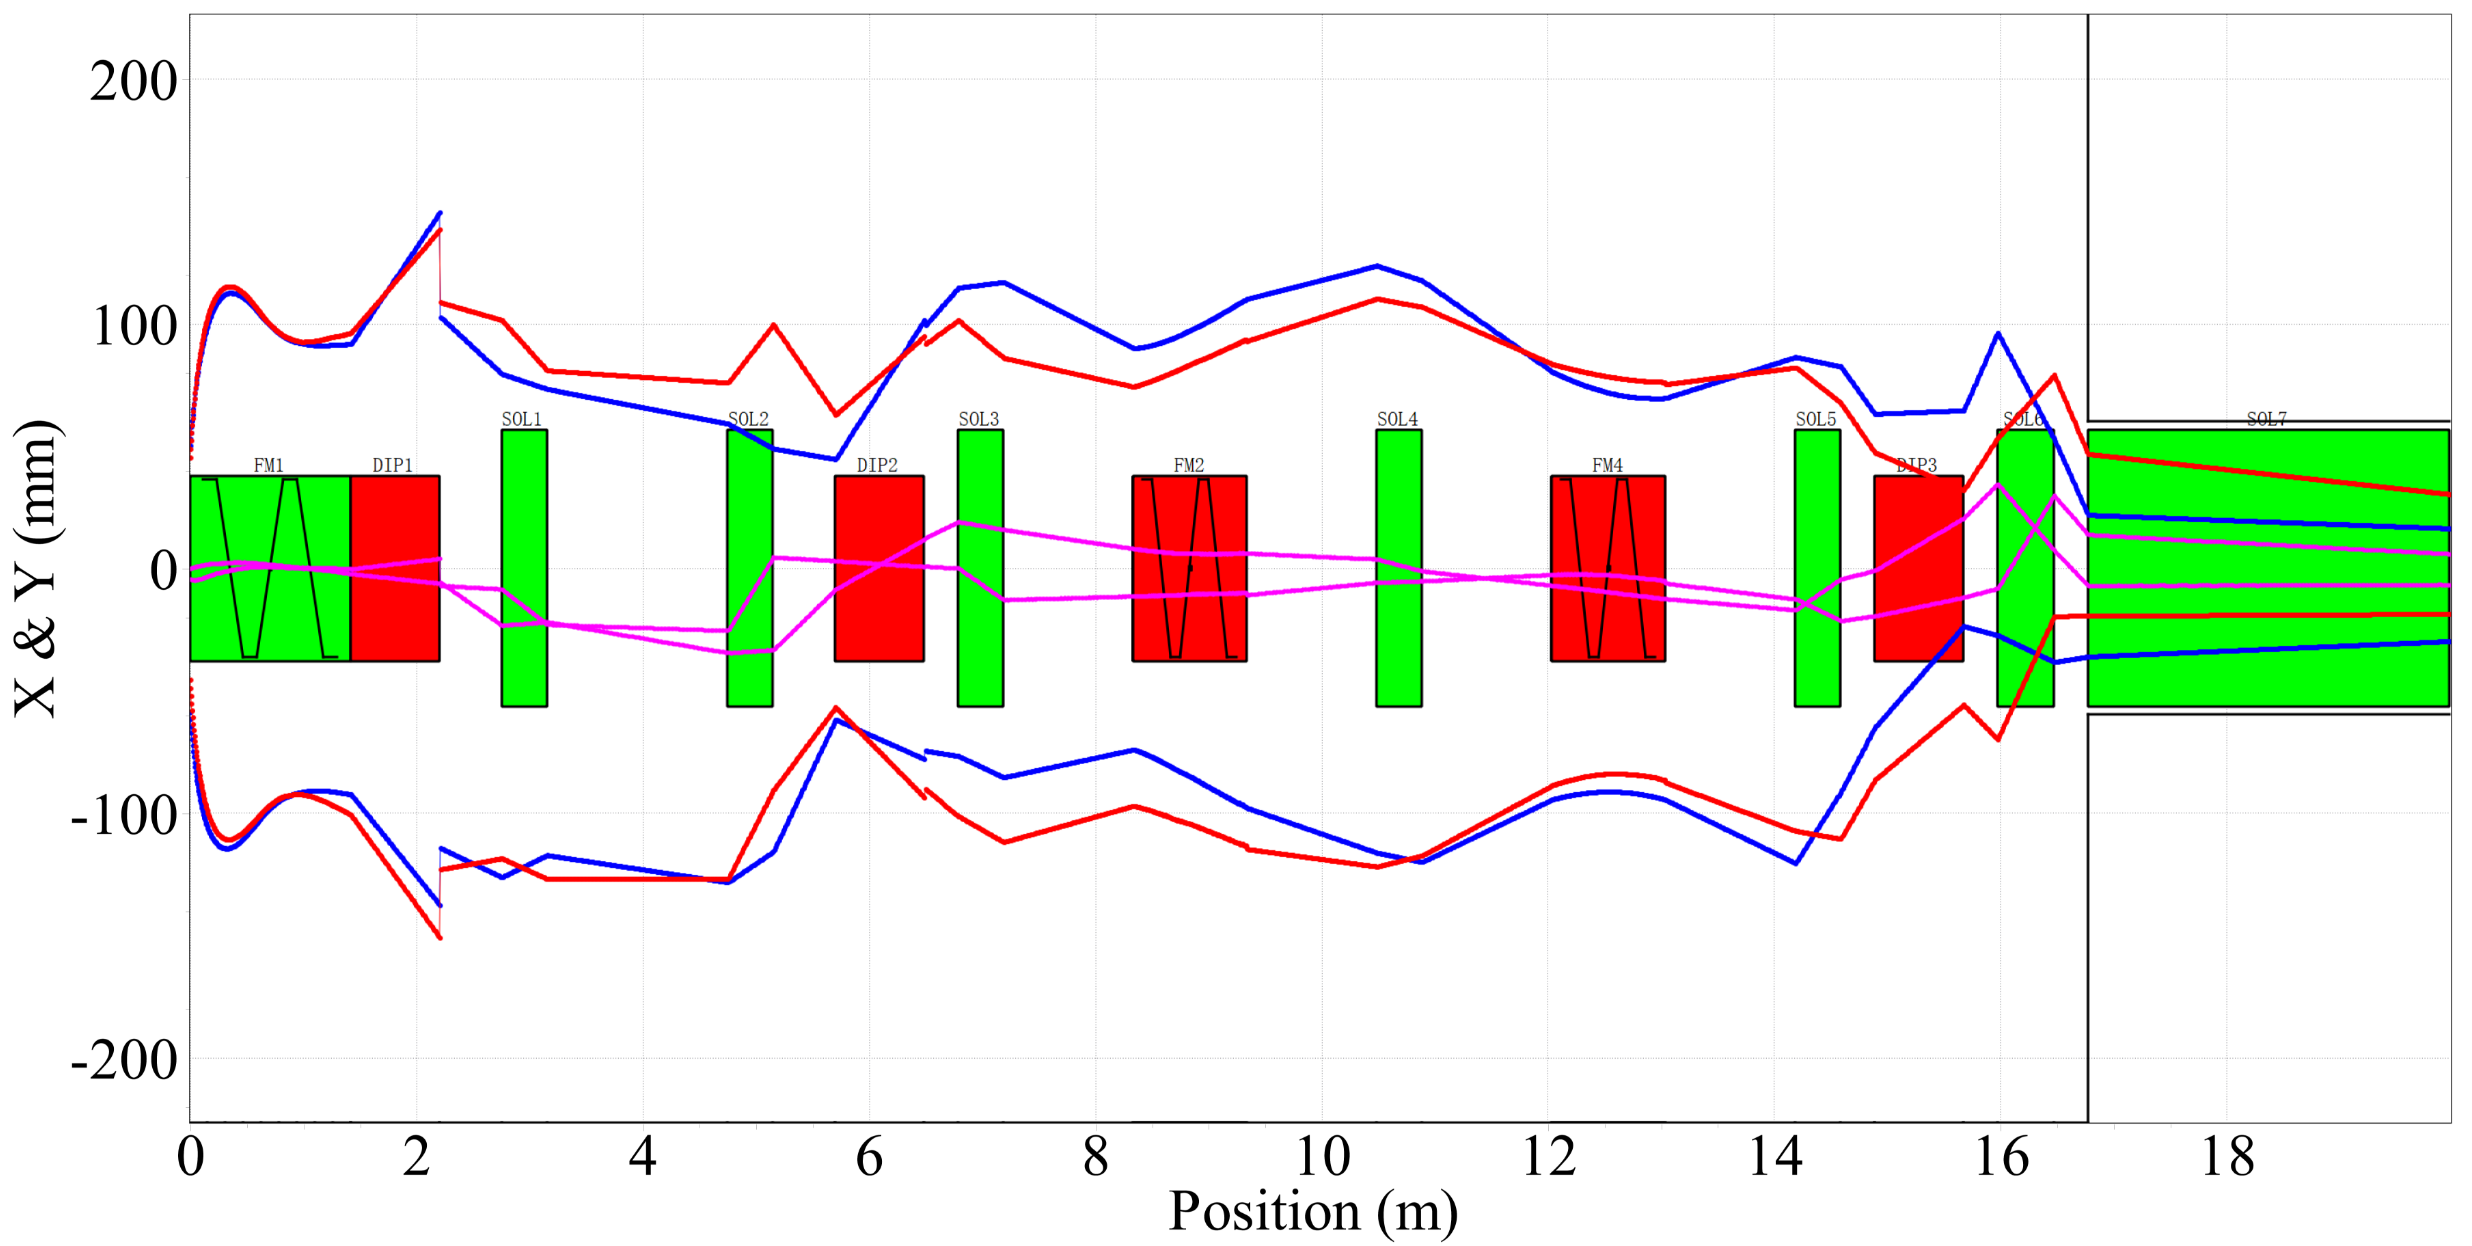 200
100
0
-100
-200
X & Y (mm)
FM1
DIP1
SOL1
SOL2
DIP2
SOL3
FM2
SOL4
FM4
SOL5
DIP3
SOL6
SOL7
0 2 4 6 8 10 12 14 16 18
Position (m)